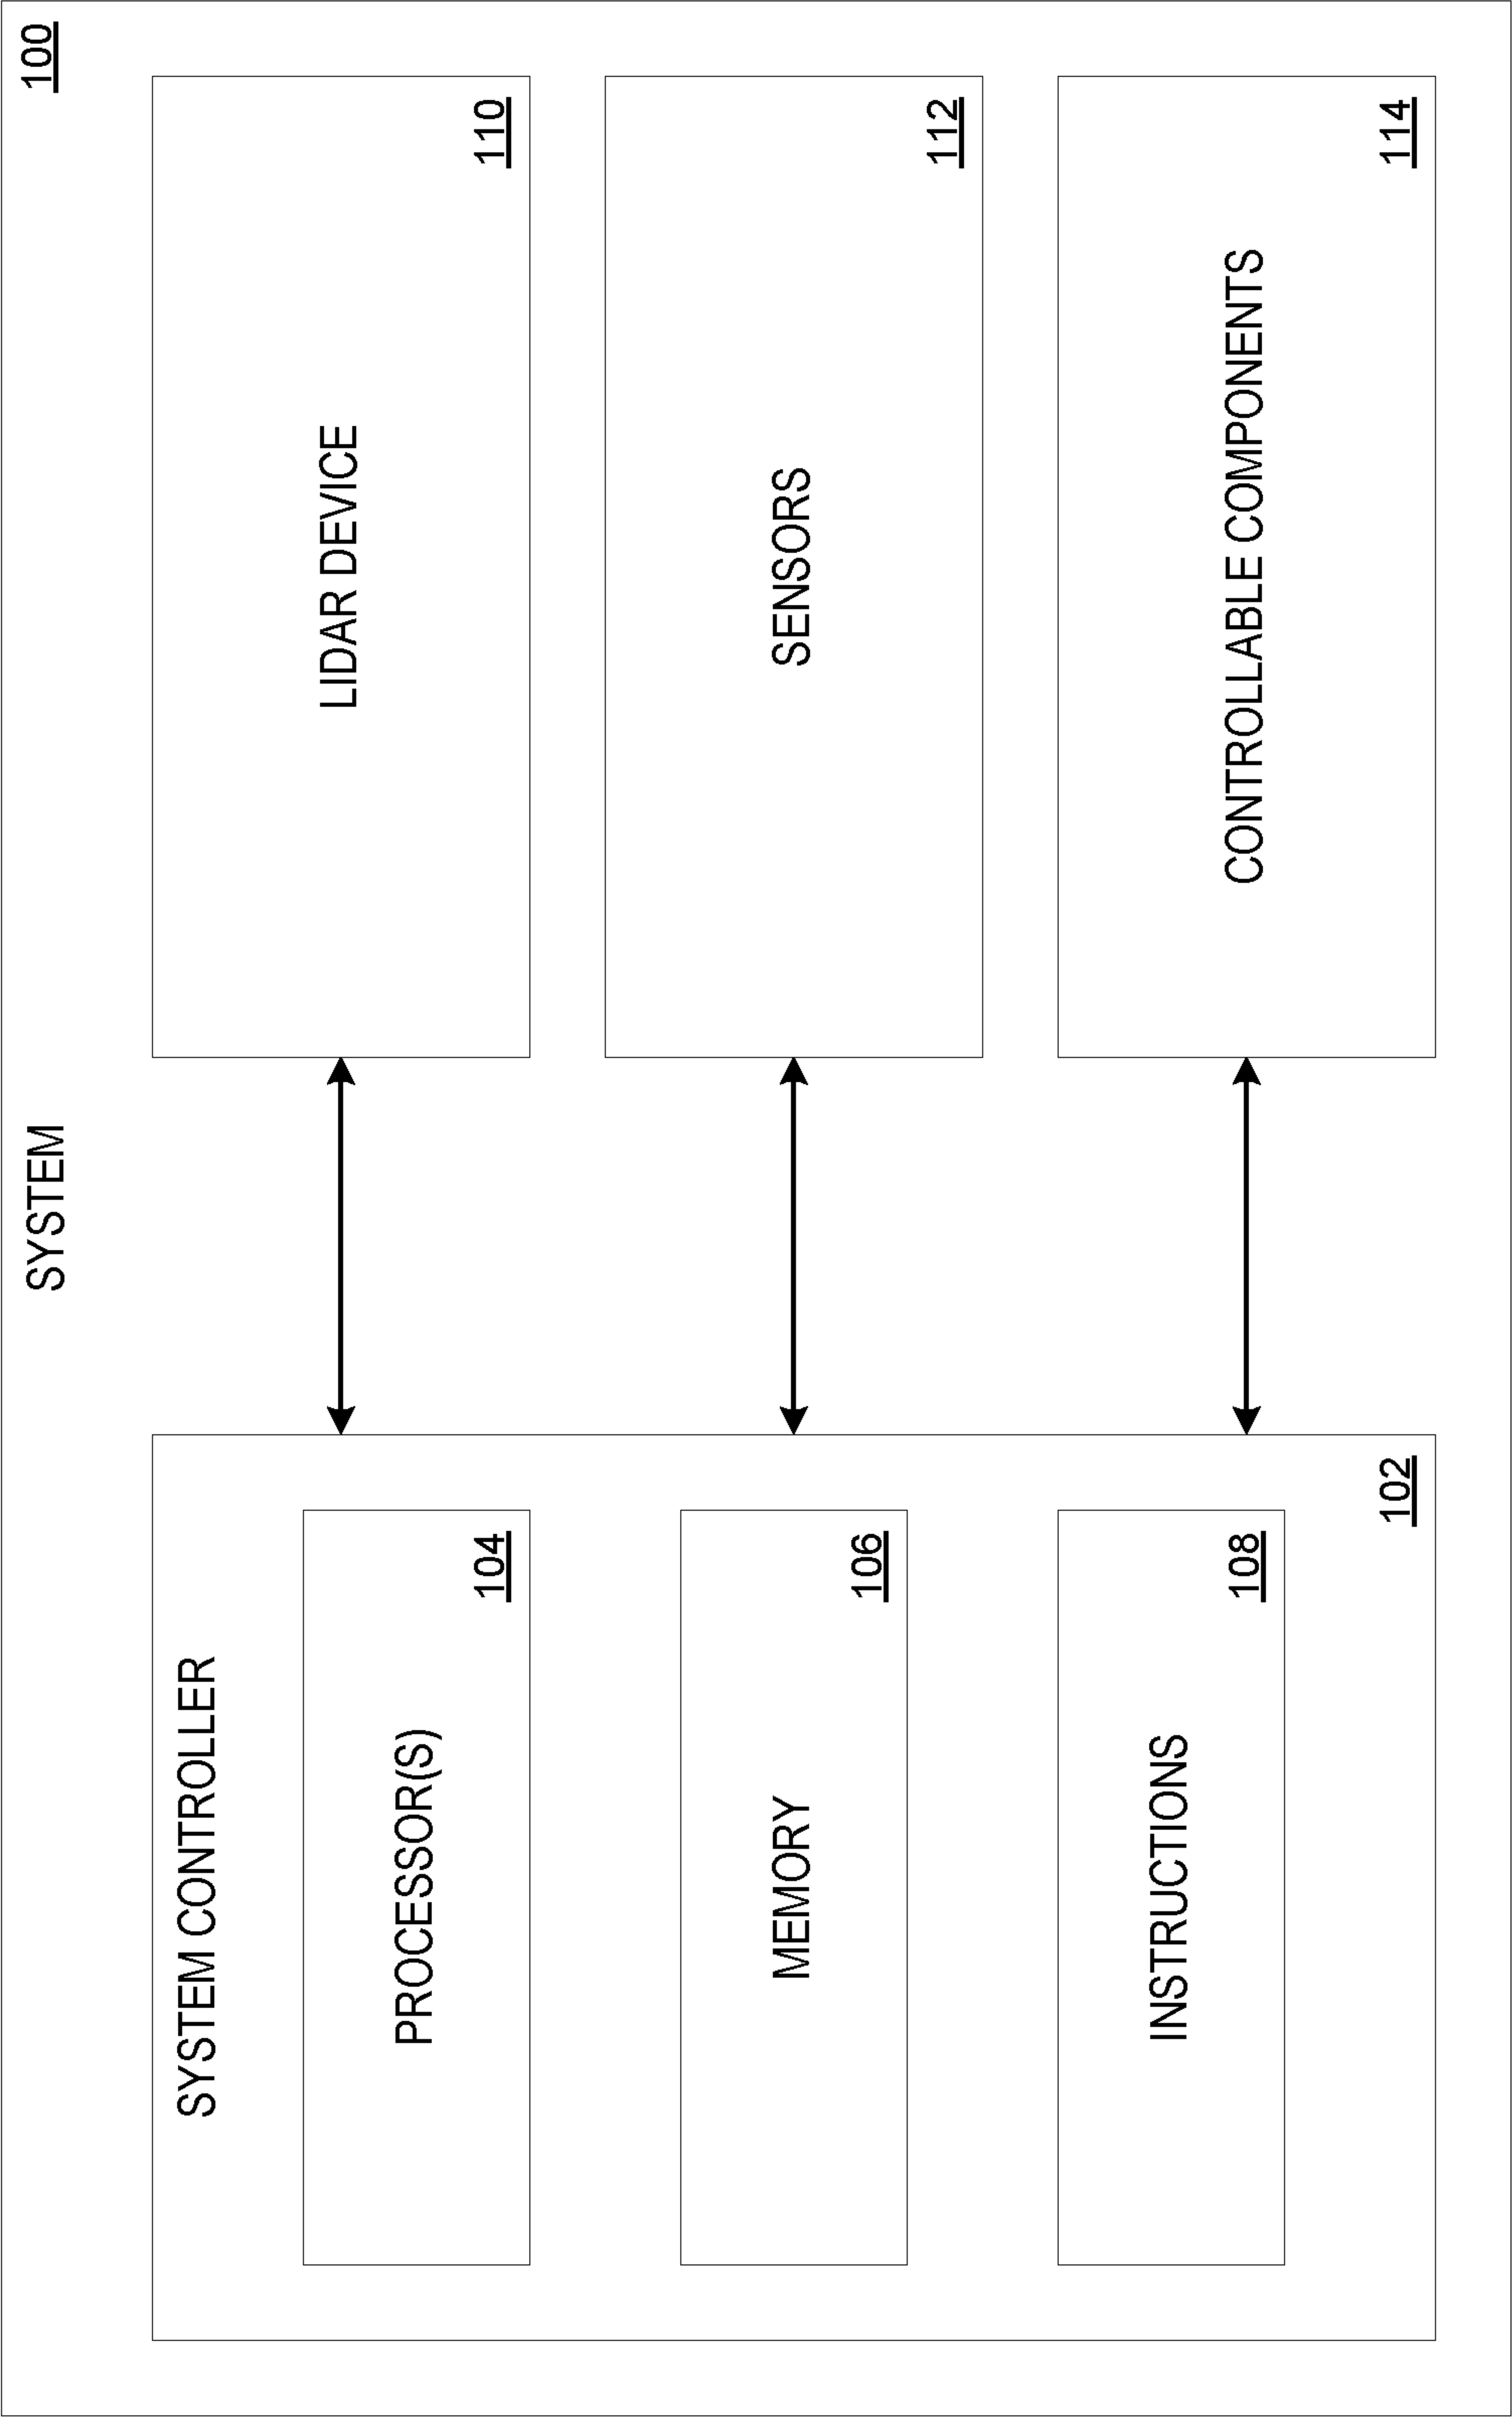 SYSTEM
100
SYSTEM CONTROLLER
PROCESSOR(S)
104
MEMORY
106
INSTRUCTIONS
108
102
LIDAR DEVICE
110
SENSORS
112
CONTROLLABLE COMPONENTS
114